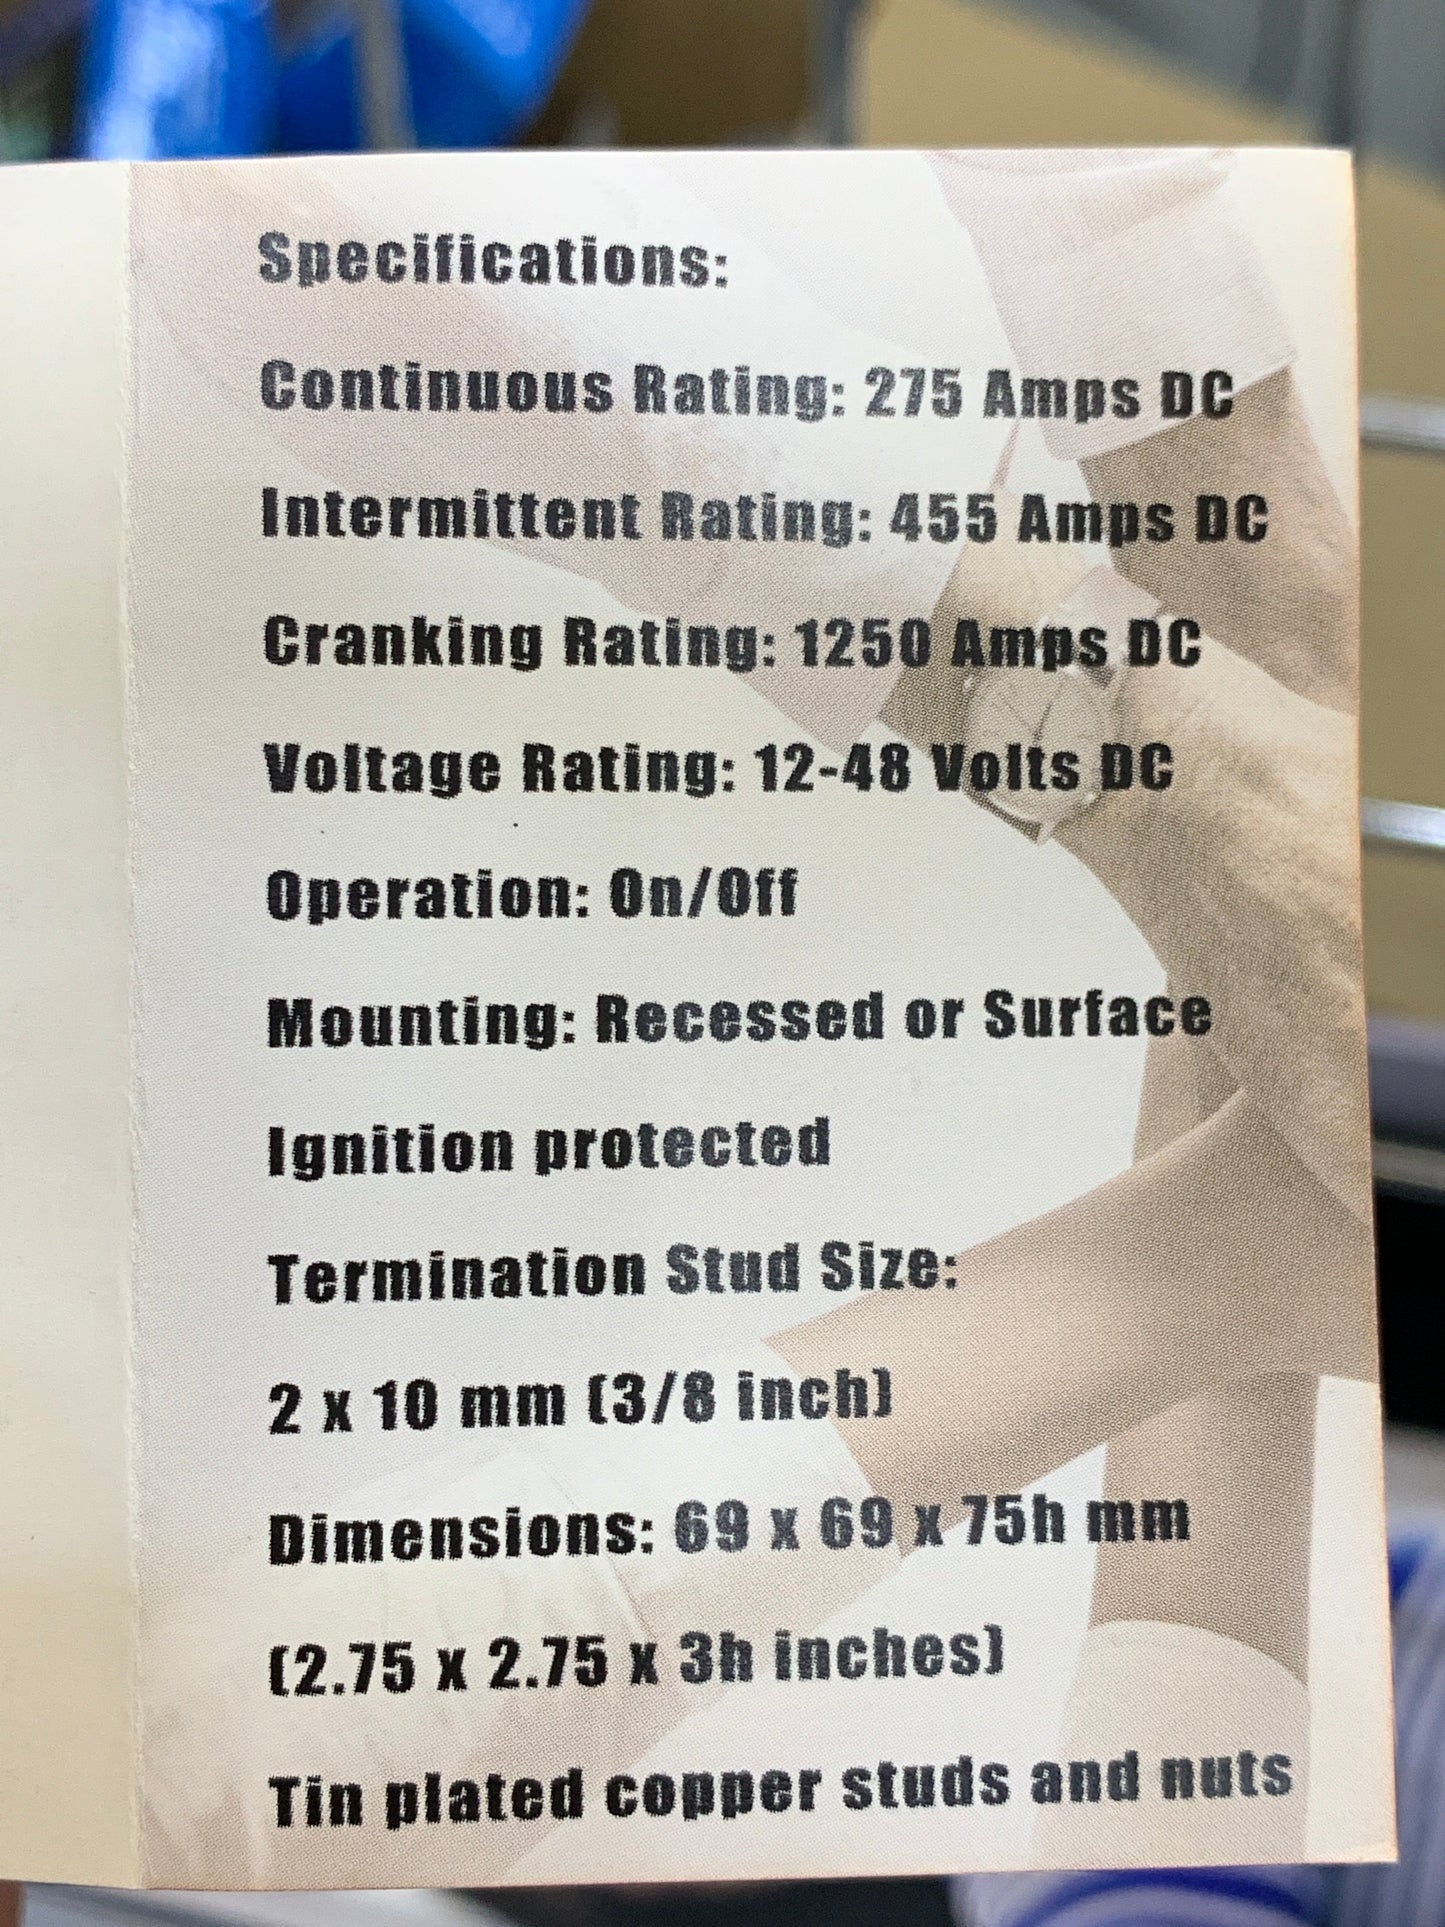 Specifications:
Continuous Rating: 275 Amps DC
Intermittent Rating: 455 Amps DC
Cranking Rating: 1250 Amps DC
Voltage Rating: 12-48 Volts DC
Operation: On/Off
Mounting: Recessed or Surface
Ignition protected
Termination Stud Size:
2 x 10 mm (3/8 inch)
Dimensions: 69 x 69 x 75h mm
(2.75 x 2.75 x 3h inches)
Tin plated copper studs and nuts